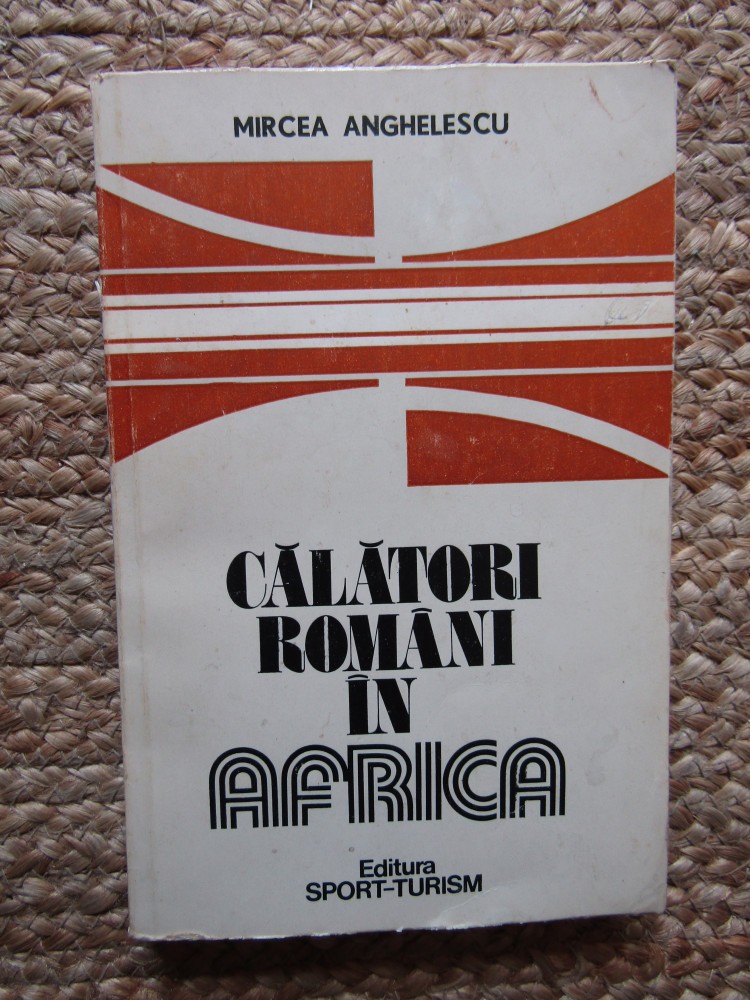 MIRCEA ANGHELESCU
CĂLĂTORI
ROMÂNI
ÎN
AFRICA
Editura
SPORT-TURISM